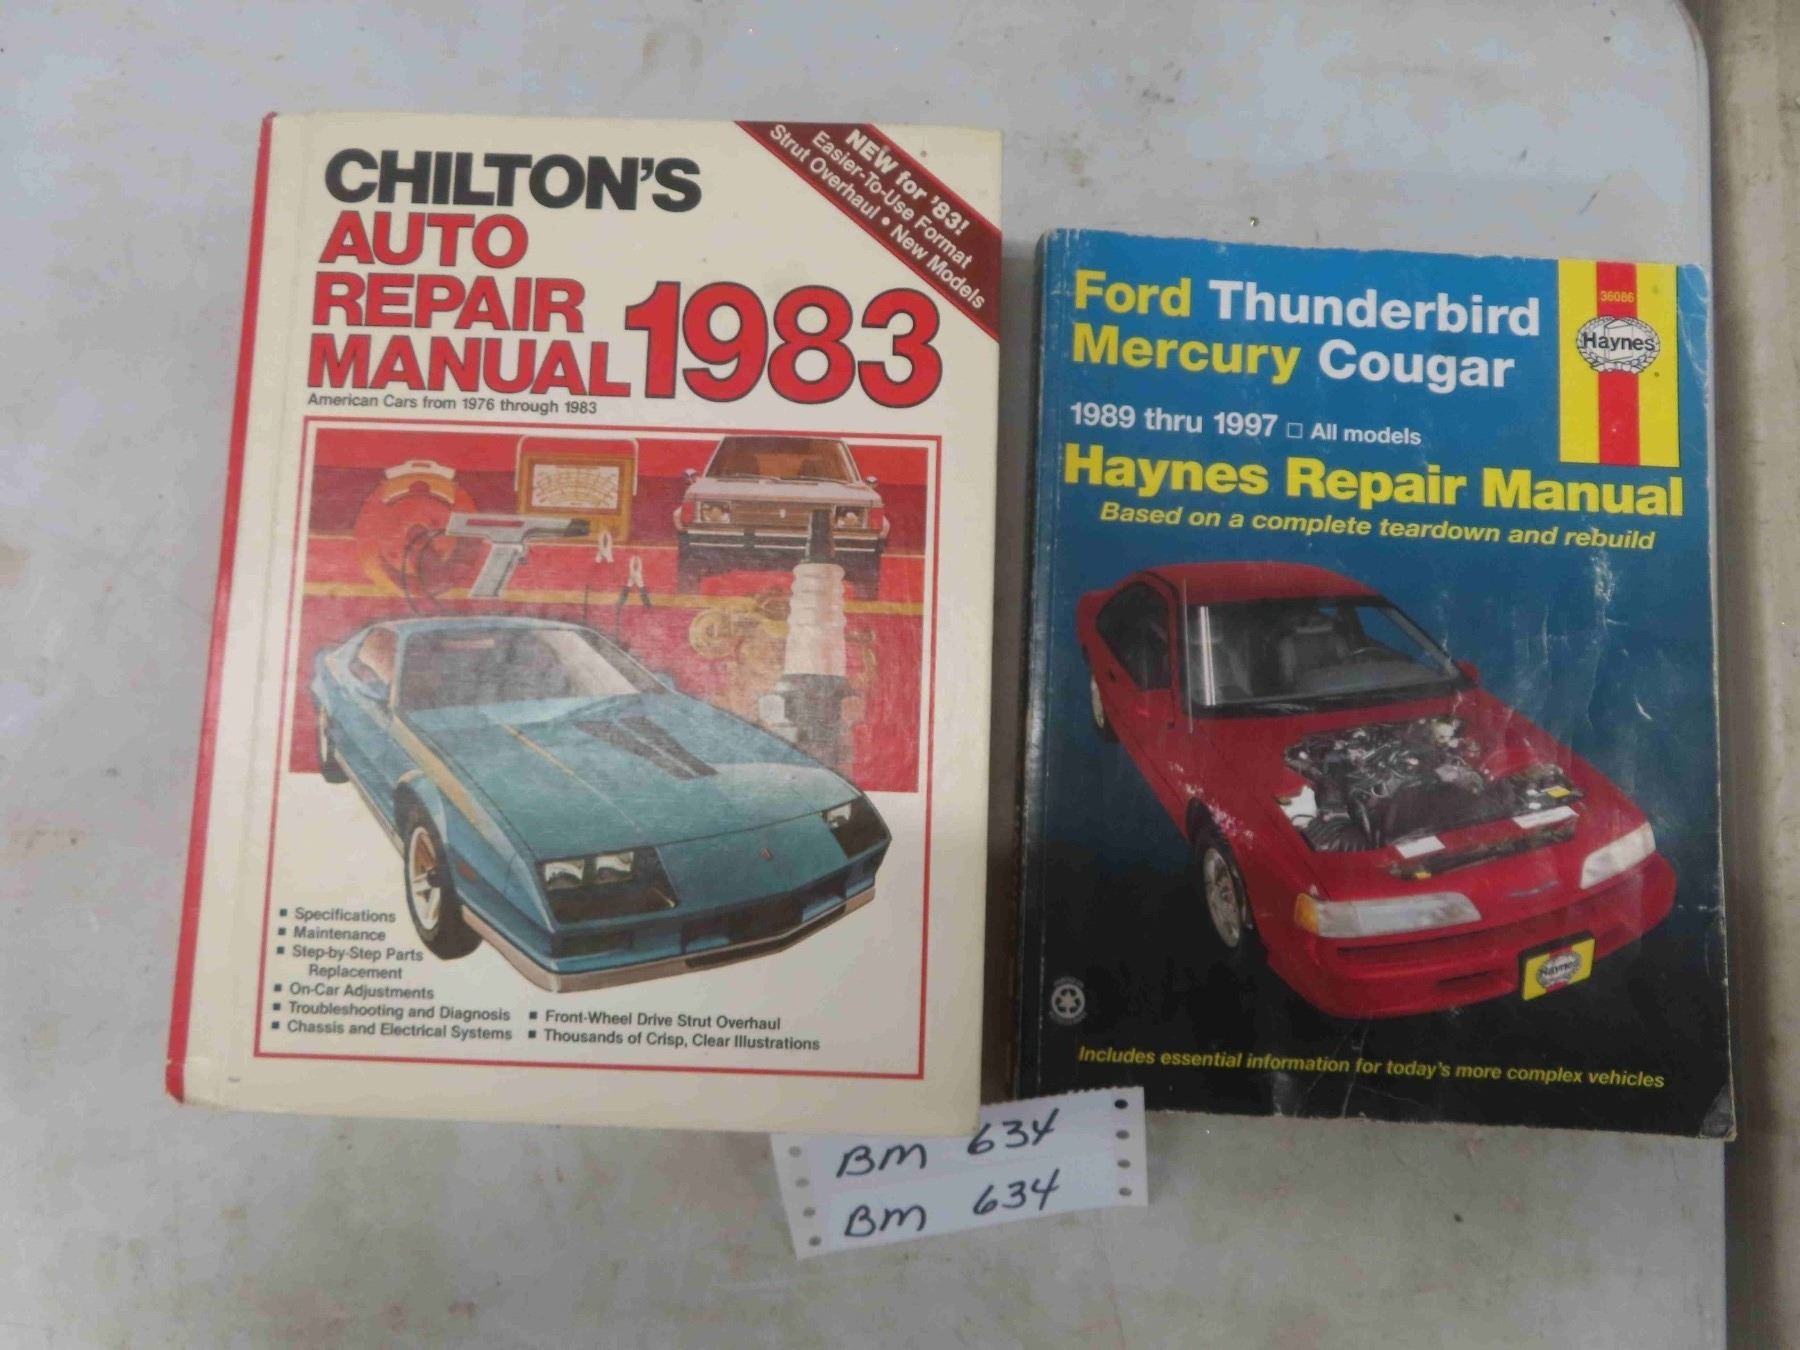 CHILTON'S
AUTO
REPAIR
MANUAL 1983
American Cars from 1976 through 1983
NEW for '83!
Easier-To-Use Format
Strut Overhaul • New Models
■ Specifications
■ Maintenance
■ Step-by-Step Parts
Replacement
■ On-Car Adjustments
■ Troubleshooting and Diagnosis
■ Chassis and Electrical Systems
■ Front-Wheel Drive Strut Overhaul
■ Thousands of Crisp, Clear Illustrations
Ford Thunderbird
Mercury Cougar
1989 thru 1997 □ All models
Haynes Repair Manual
Based on a complete teardown and rebuild
36086
Haynes
Haynes
Includes essential information for today's more complex vehicles
BM 634
BM 634